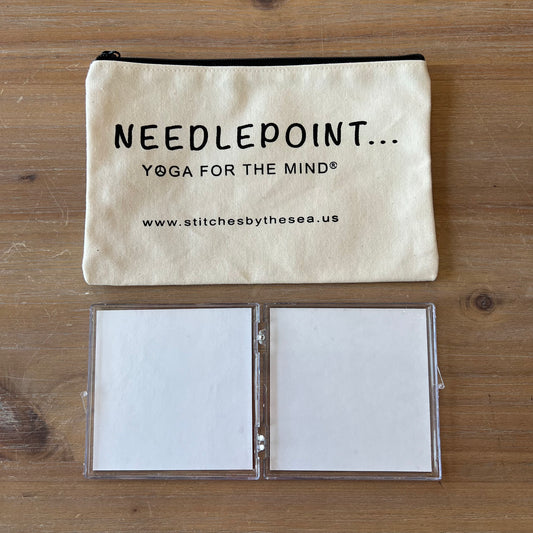 NEEDLEPOINT...
YOGA FOR THE MIND®
www.stitchesbythesea.us